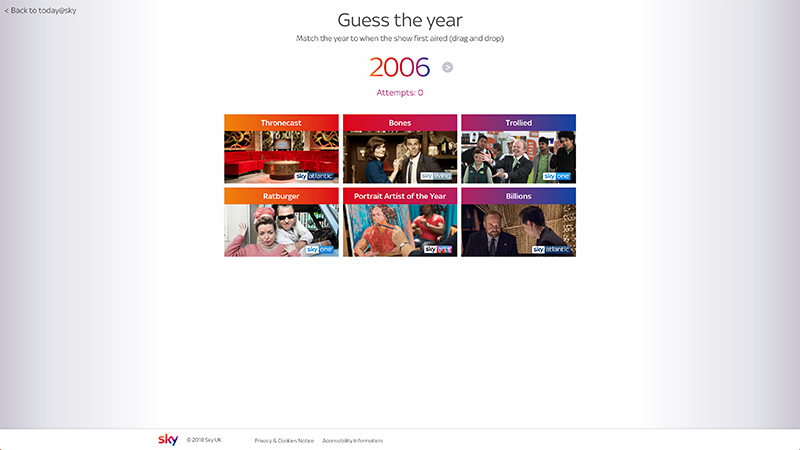 < Back to today@sky
Guess the year
Match the year to when the show first aired (drag and drop)
2006 >
Attempts: 0
Thronecast Bones Trollied
sky atlantic sky living sky one
Ratburger Portrait Artist of the Year Billions
sky one sky arts sky atlantic
sky © 2018 Sky UK Privacy & Cookies Notice Accessibility Information